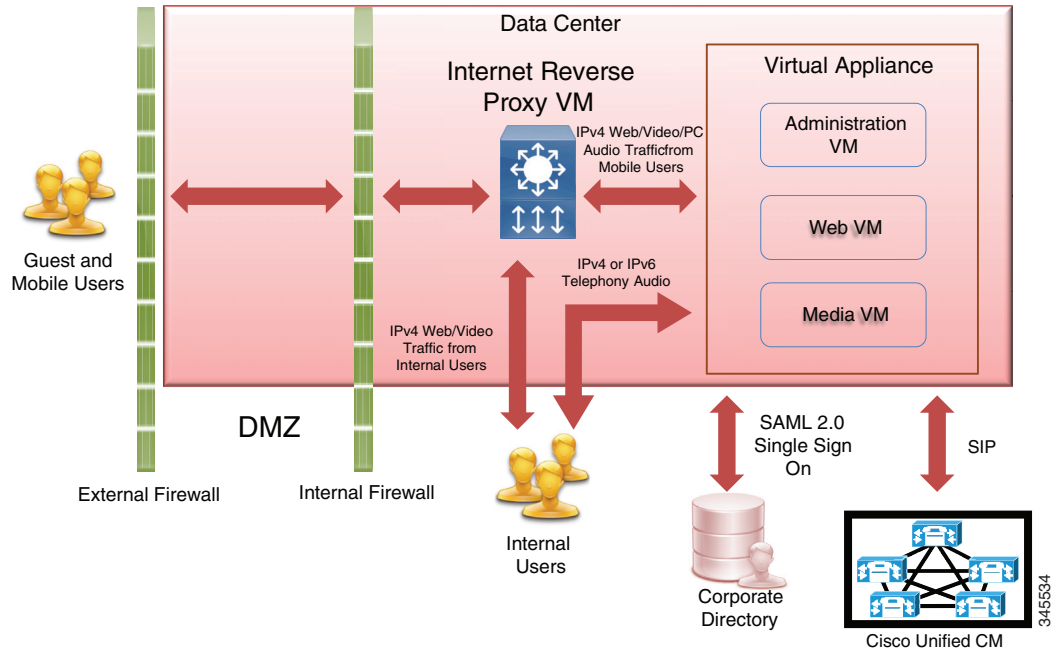 Data Center
Internet Reverse
Proxy VM
Virtual Appliance
IPv4 Web/Video/PC
Audio Trafficfrom
Mobile Users
Administration
VM
Web VM
Media VM
Guest and
Mobile Users
IPv4 or IPv6
Telephony Audio
IPv4 Web/Video
Traffic from
Internal Users
DMZ
External Firewall
Internal Firewall
Internal
Users
SAML 2.0
Single Sign
On
SIP
Corporate
Directory
Cisco Unified CM
345534